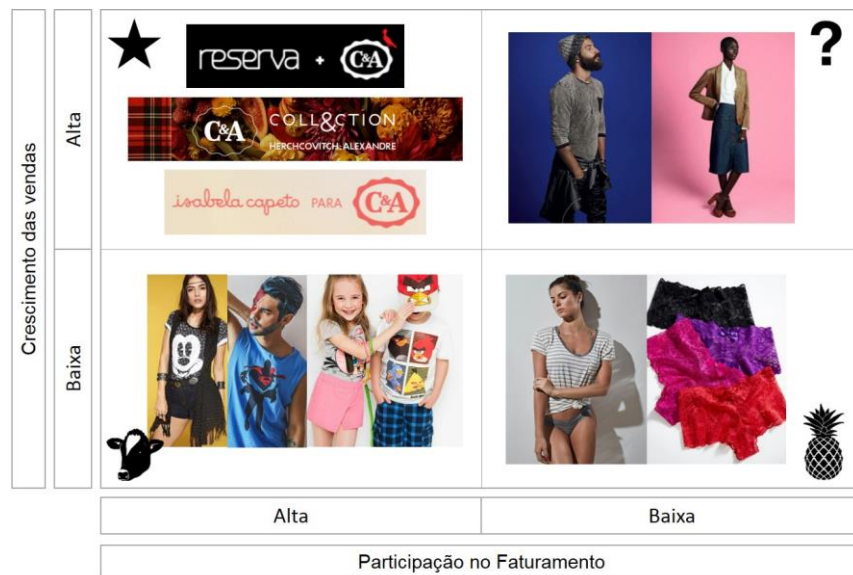 reserva + C&A
C&A COLL&CTION
HERCHCOVITCH; ALEXANDRE
isabela capeto PARA C&A
?
Crescimento das vendas
Alta
Baixa
Alta
Baixa
Participação no Faturamento